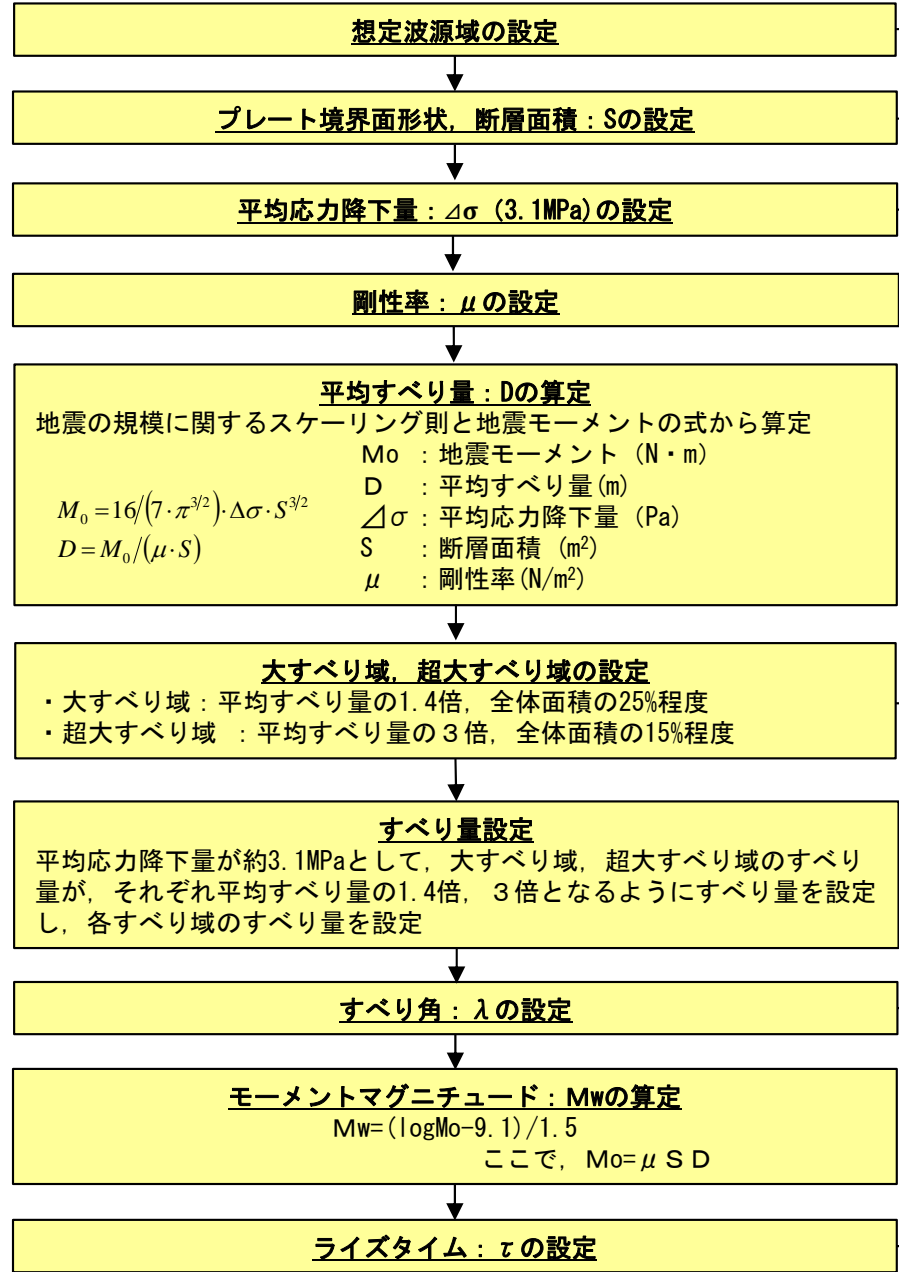 想定波源域の設定
プレート境界面形状，断層面積：Sの設定
平均応力降下量：⊿σ（3.1MPa)の設定
剛性率：μの設定
平均すべり量：Dの算定
地震の規模に関するスケーリング則と地震モーメントの式から算定
Mo ：地震モーメント（N・m)
D ：平均すべり量(m)
⊿σ：平均応力降下量（Pa)
S ：断層面積（m²)
μ ：剛性率(N/m²)
M₀ = 16/(7・π^{3/2})・Δσ・S^{3/2}
D = M₀/(μ・S)
大すべり域，超大すべり域の設定
・大すべり域：平均すべり量の1.4倍，全体面積の25%程度
・超大すべり域 ：平均すべり量の３倍，全体面積の15%程度
すべり量設定
平均応力降下量が約3.1MPaとして，大すべり域，超大すべり域のすべり
量が，それぞれ平均すべり量の1.4倍，３倍となるようにすべり量を設定
し，各すべり域のすべり量を設定
すべり角：λの設定
モーメントマグニチュード：Mwの算定
Mw=(logMo-9.1)/1.5
ここで，Mo=μＳＤ
ライズタイム：τの設定